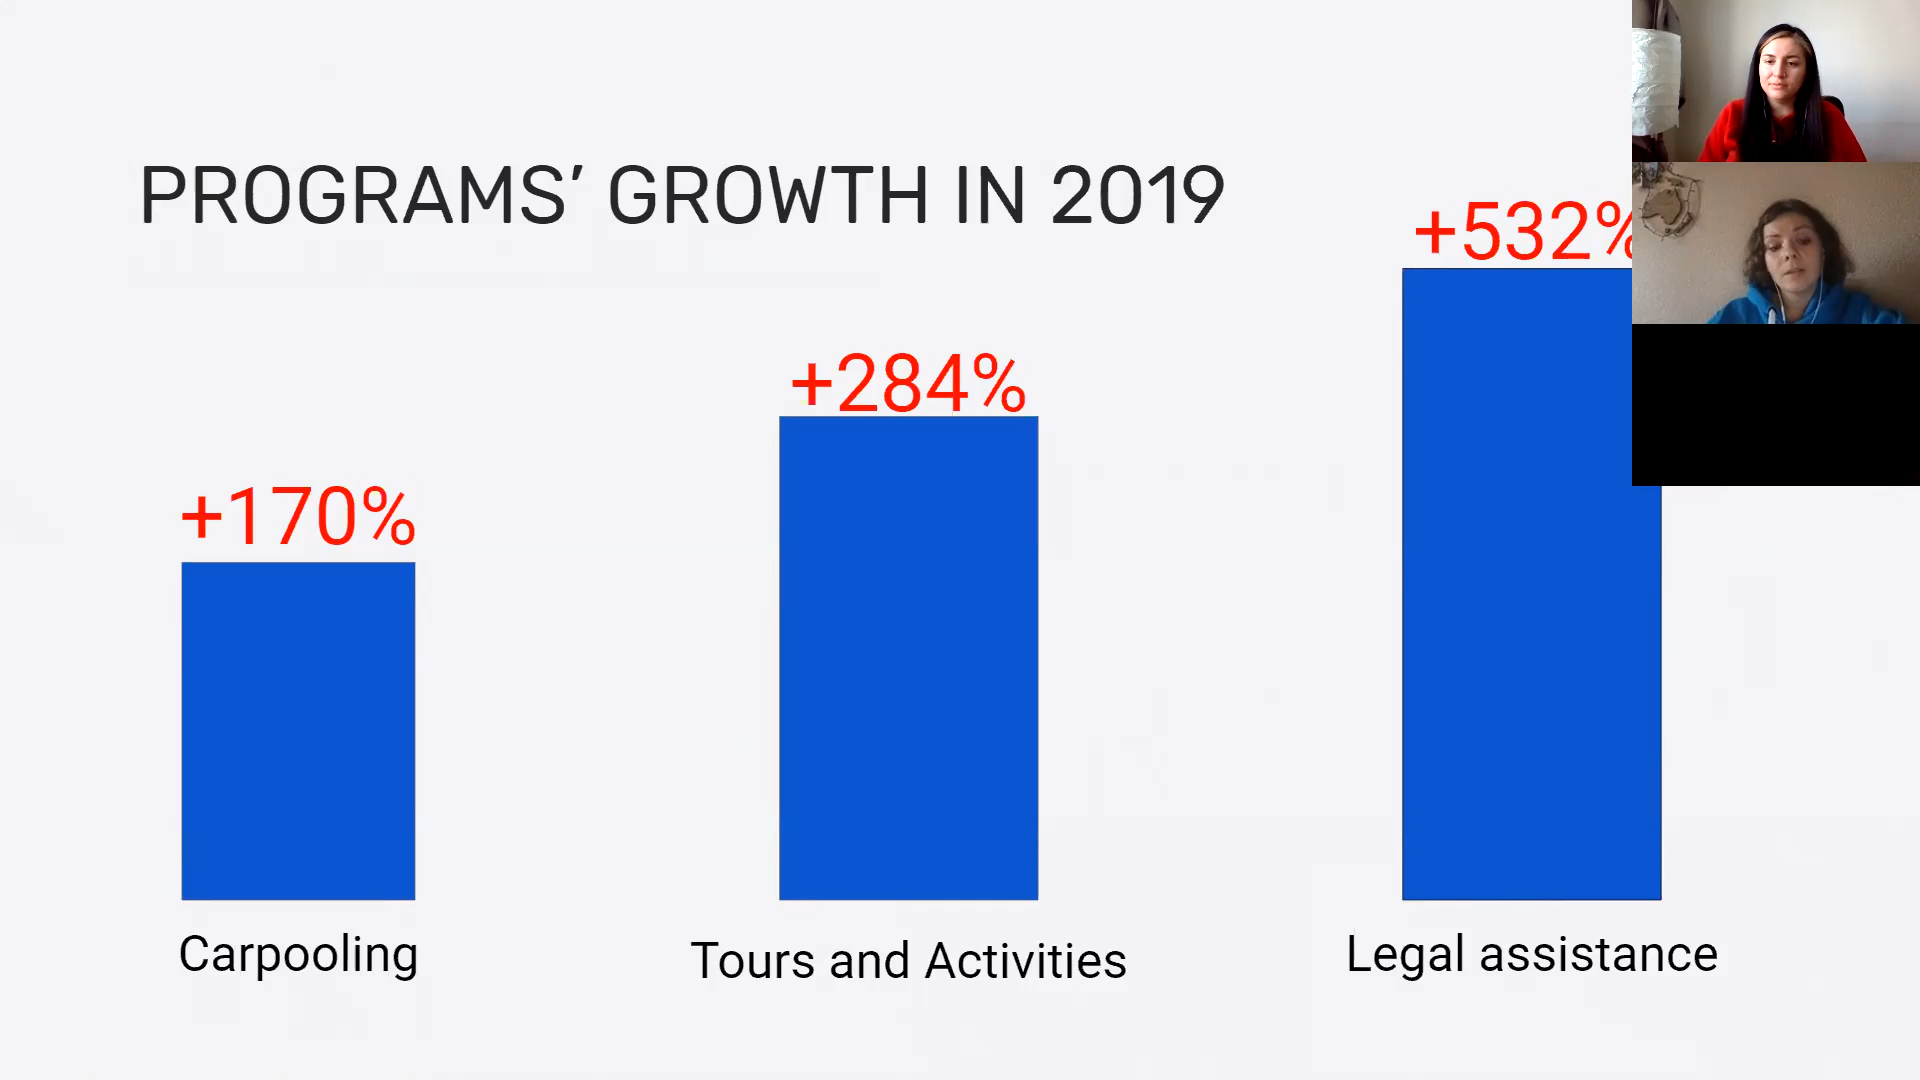 PROGRAMS’ GROWTH IN 2019
+532%
+284%
+170%
Carpooling
Tours and Activities
Legal assistance